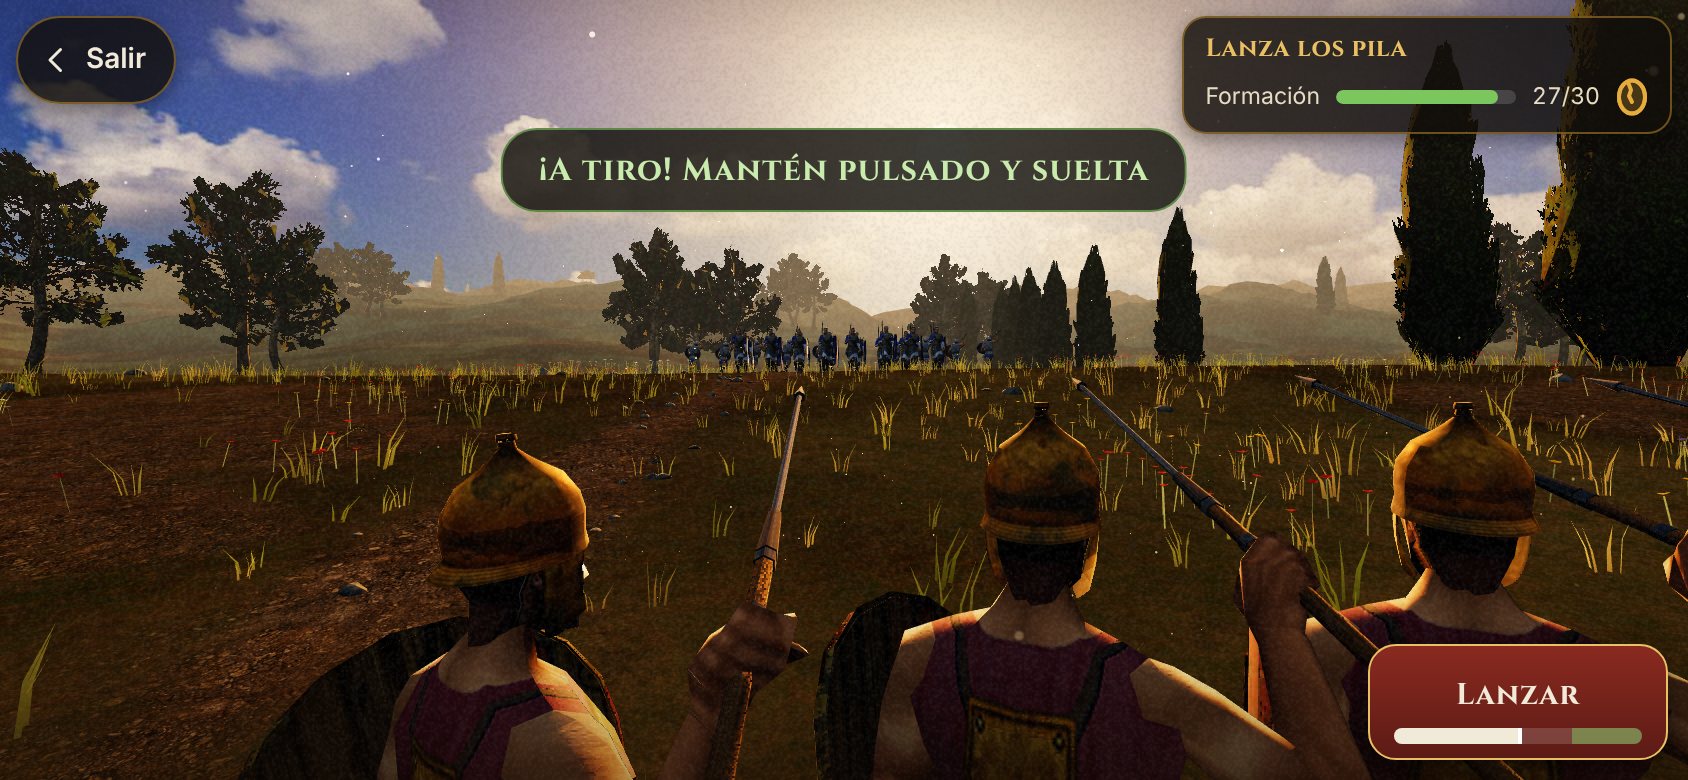 Salir
LANZA LOS PILA
Formación 27/30
¡A TIRO! MANTÉN PULSADO Y SUELTA
LANZAR